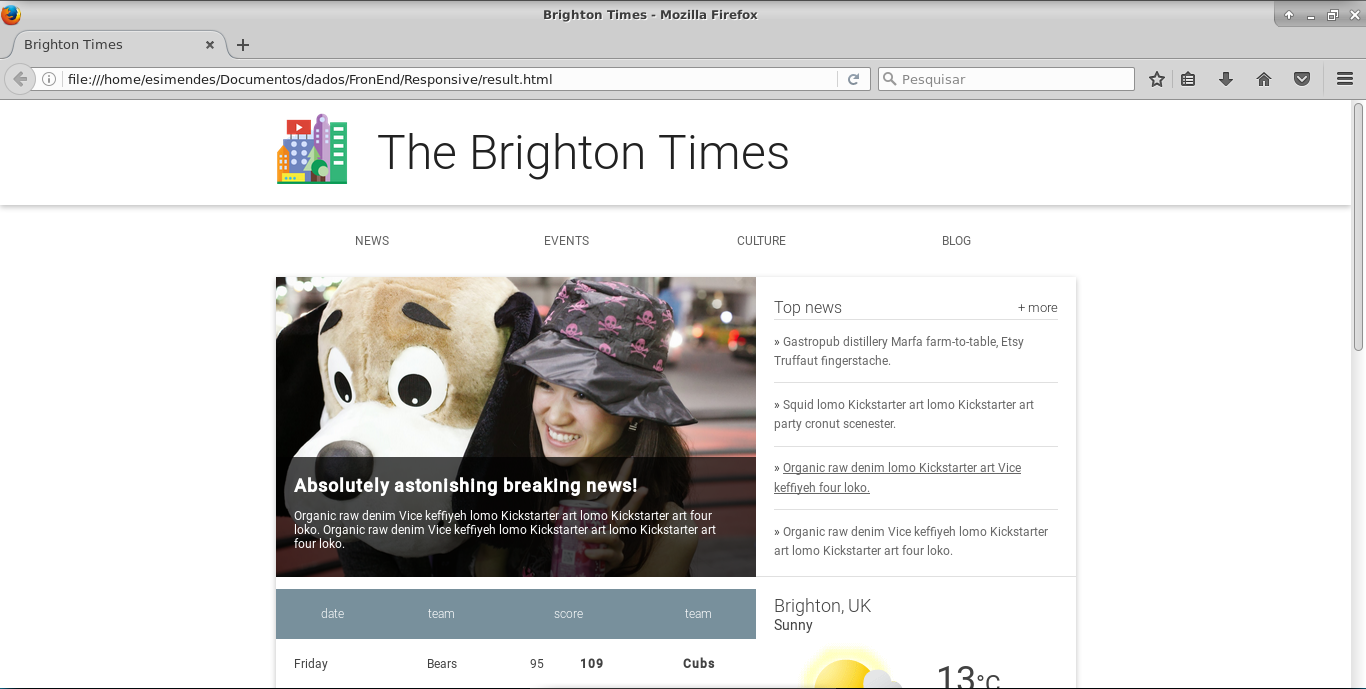 Brighton Times - Mozilla Firefox
Brighton Times
file:///home/esimendes/Documentos/dados/FronEnd/Responsive/result.html
Pesquisar
The Brighton Times
NEWS EVENTS CULTURE BLOG
Absolutely astonishing breaking news!
Organic raw denim Vice keffiyeh lomo Kickstarter art lomo Kickstarter art four
loko. Organic raw denim Vice keffiyeh lomo Kickstarter art lomo Kickstarter art
four loko.
Top news + more
» Gastropub distillery Marfa farm-to-table, Etsy
Truffaut fingerstache.
» Squid lomo Kickstarter art lomo Kickstarter art
party cronut scenester.
» Organic raw denim lomo Kickstarter art Vice
keffiyeh four loko.
» Organic raw denim Vice keffiyeh lomo Kickstarter
art lomo Kickstarter art four loko.
date team score team
Friday Bears 95 109 Cubs
Brighton, UK
Sunny
13°C